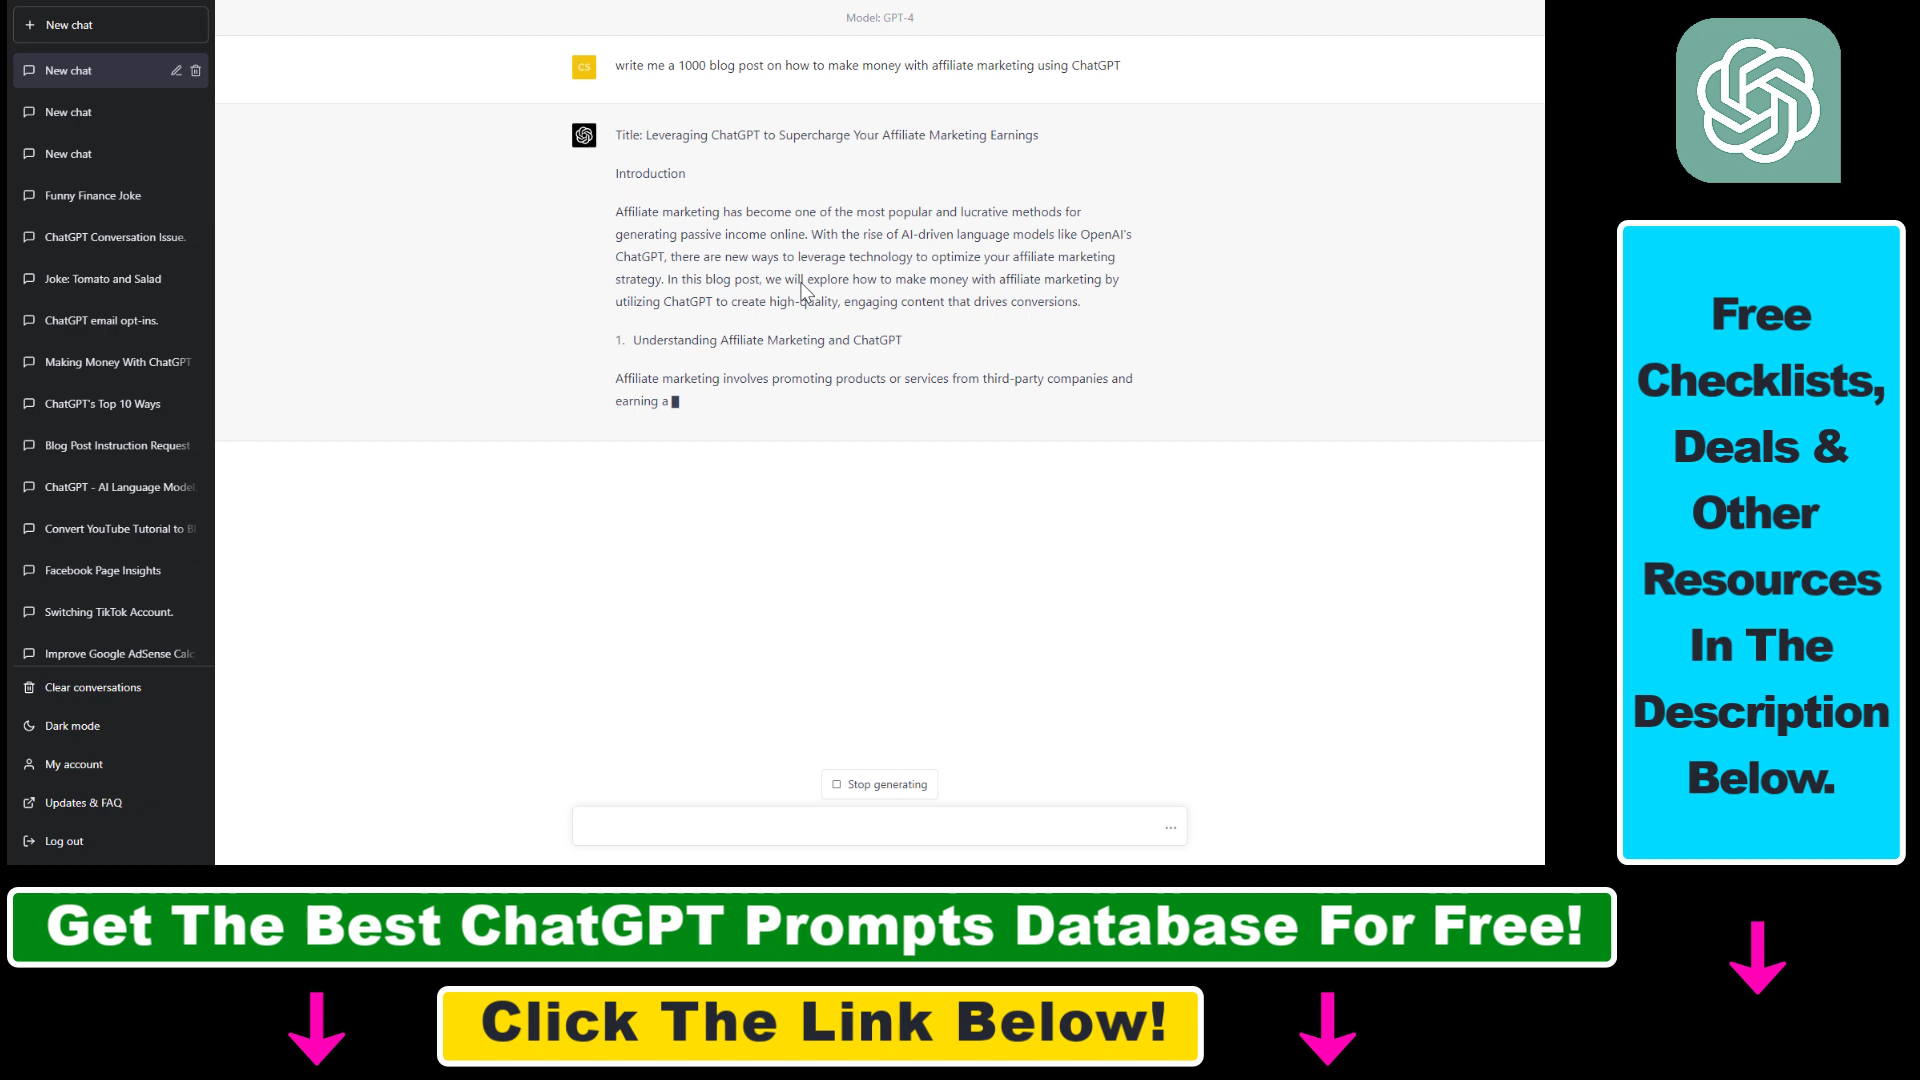 New chat
New chat
New chat
New chat
Funny Finance Joke
ChatGPT Conversation Issue.
Joke: Tomato and Salad
ChatGPT email opt-ins.
Making Money With ChatGPT
ChatGPT's Top 10 Ways
Blog Post Instruction Request
ChatGPT - AI Language Model
Convert YouTube Tutorial to Bl
Facebook Page Insights
Switching TikTok Account.
Improve Google AdSense Calc
Clear conversations
Dark mode
My account
Updates & FAQ
Log out
Model: GPT-4
CS
write me a 1000 blog post on how to make money with affiliate marketing using ChatGPT
Title: Leveraging ChatGPT to Supercharge Your Affiliate Marketing Earnings
Introduction
Affiliate marketing has become one of the most popular and lucrative methods for
generating passive income online. With the rise of AI-driven language models like OpenAI's
ChatGPT, there are new ways to leverage technology to optimize your affiliate marketing
strategy. In this blog post, we will explore how to make money with affiliate marketing by
utilizing ChatGPT to create high-quality, engaging content that drives conversions.
1. Understanding Affiliate Marketing and ChatGPT
Affiliate marketing involves promoting products or services from third-party companies and
earning a
Stop generating
...
Free
Checklists,
Deals &
Other
Resources
In The
Description
Below.
Get The Best ChatGPT Prompts Database For Free!
Click The Link Below!